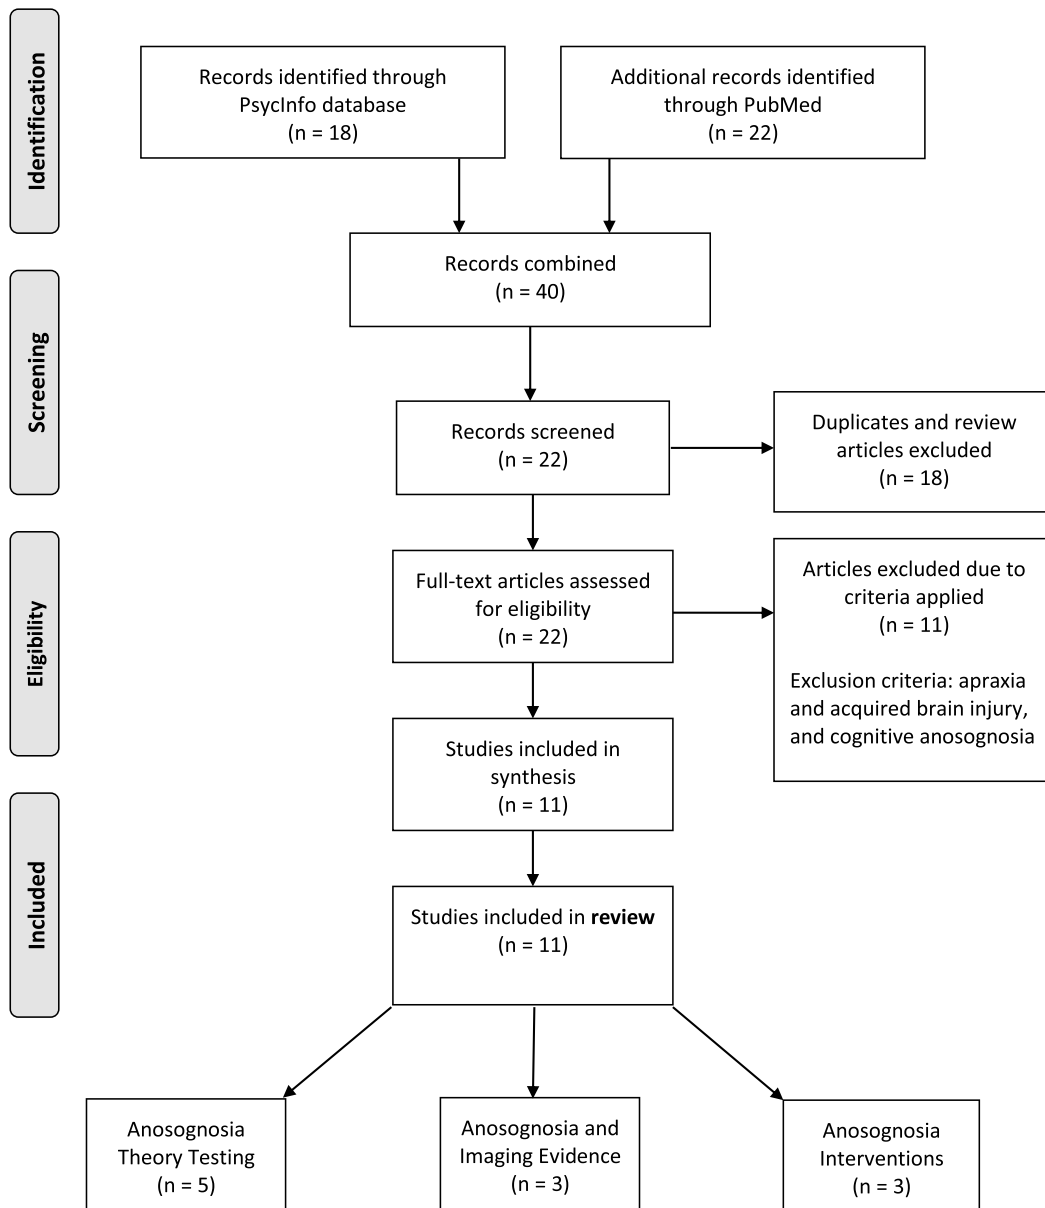 Identification
Records identified through
PsycInfo database
(n = 18)
Additional records identified
through PubMed
(n = 22)
Records combined
(n = 40)
Screening
Records screened
(n = 22)
Duplicates and review
articles excluded
(n = 18)
Eligibility
Full-text articles assessed
for eligibility
(n = 22)
Articles excluded due to
criteria applied
(n = 11)
Exclusion criteria: apraxia
and acquired brain injury,
and cognitive anosognosia
Studies included in
synthesis
(n = 11)
Included
Studies included in review
(n = 11)
Anosognosia
Theory Testing
(n = 5)
Anosognosia and
Imaging Evidence
(n = 3)
Anosognosia
Interventions
(n = 3)